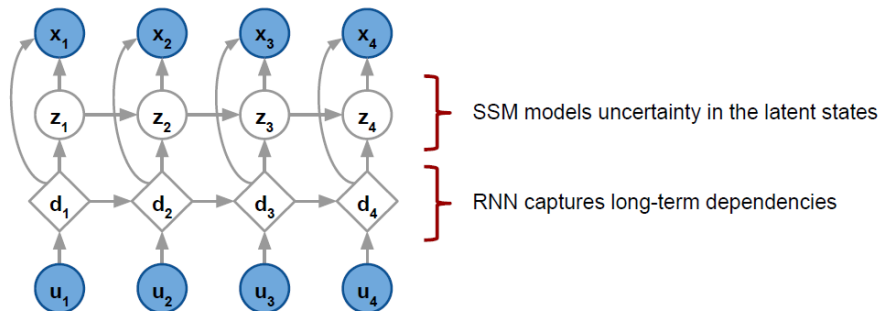 x1 x2 x3 x4
z1 z2 z3 z4 SSM models uncertainty in the latent states
d1 d2 d3 d4 RNN captures long-term dependencies
u1 u2 u3 u4